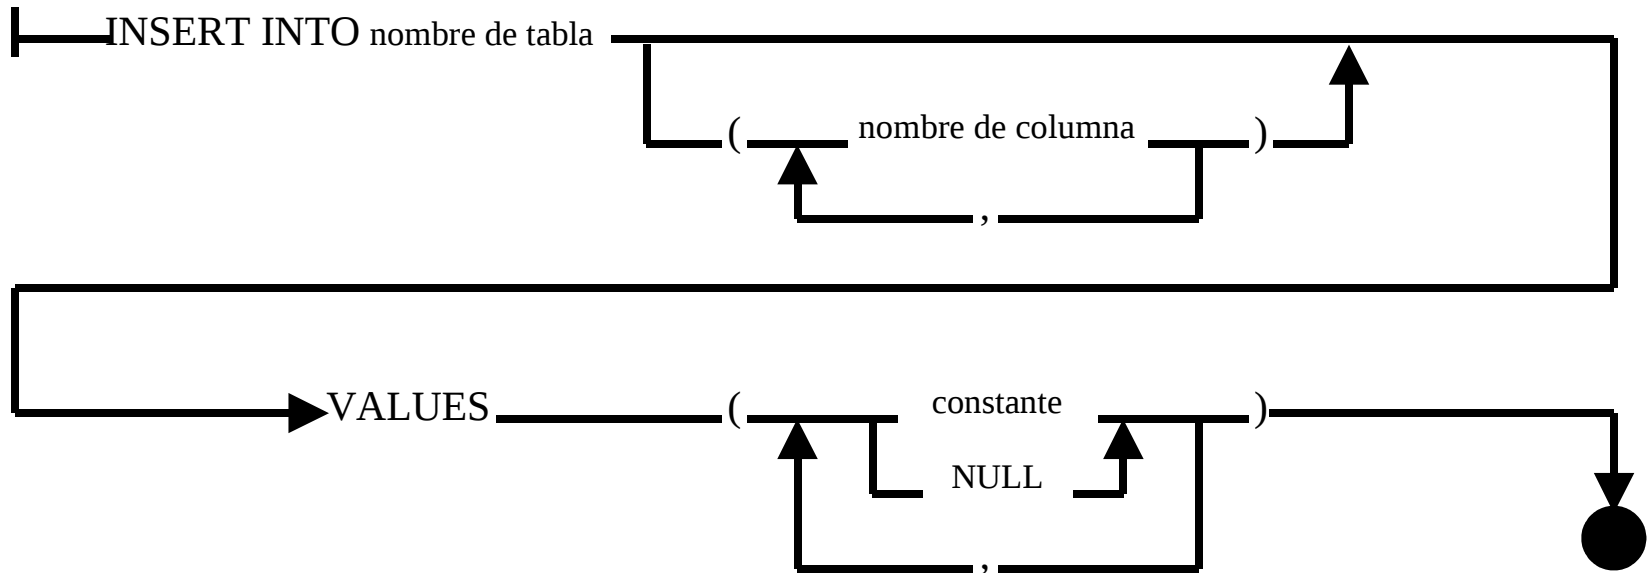 INSERT INTO nombre de tabla
( nombre de columna )
,
VALUES ( constante )
NULL
,